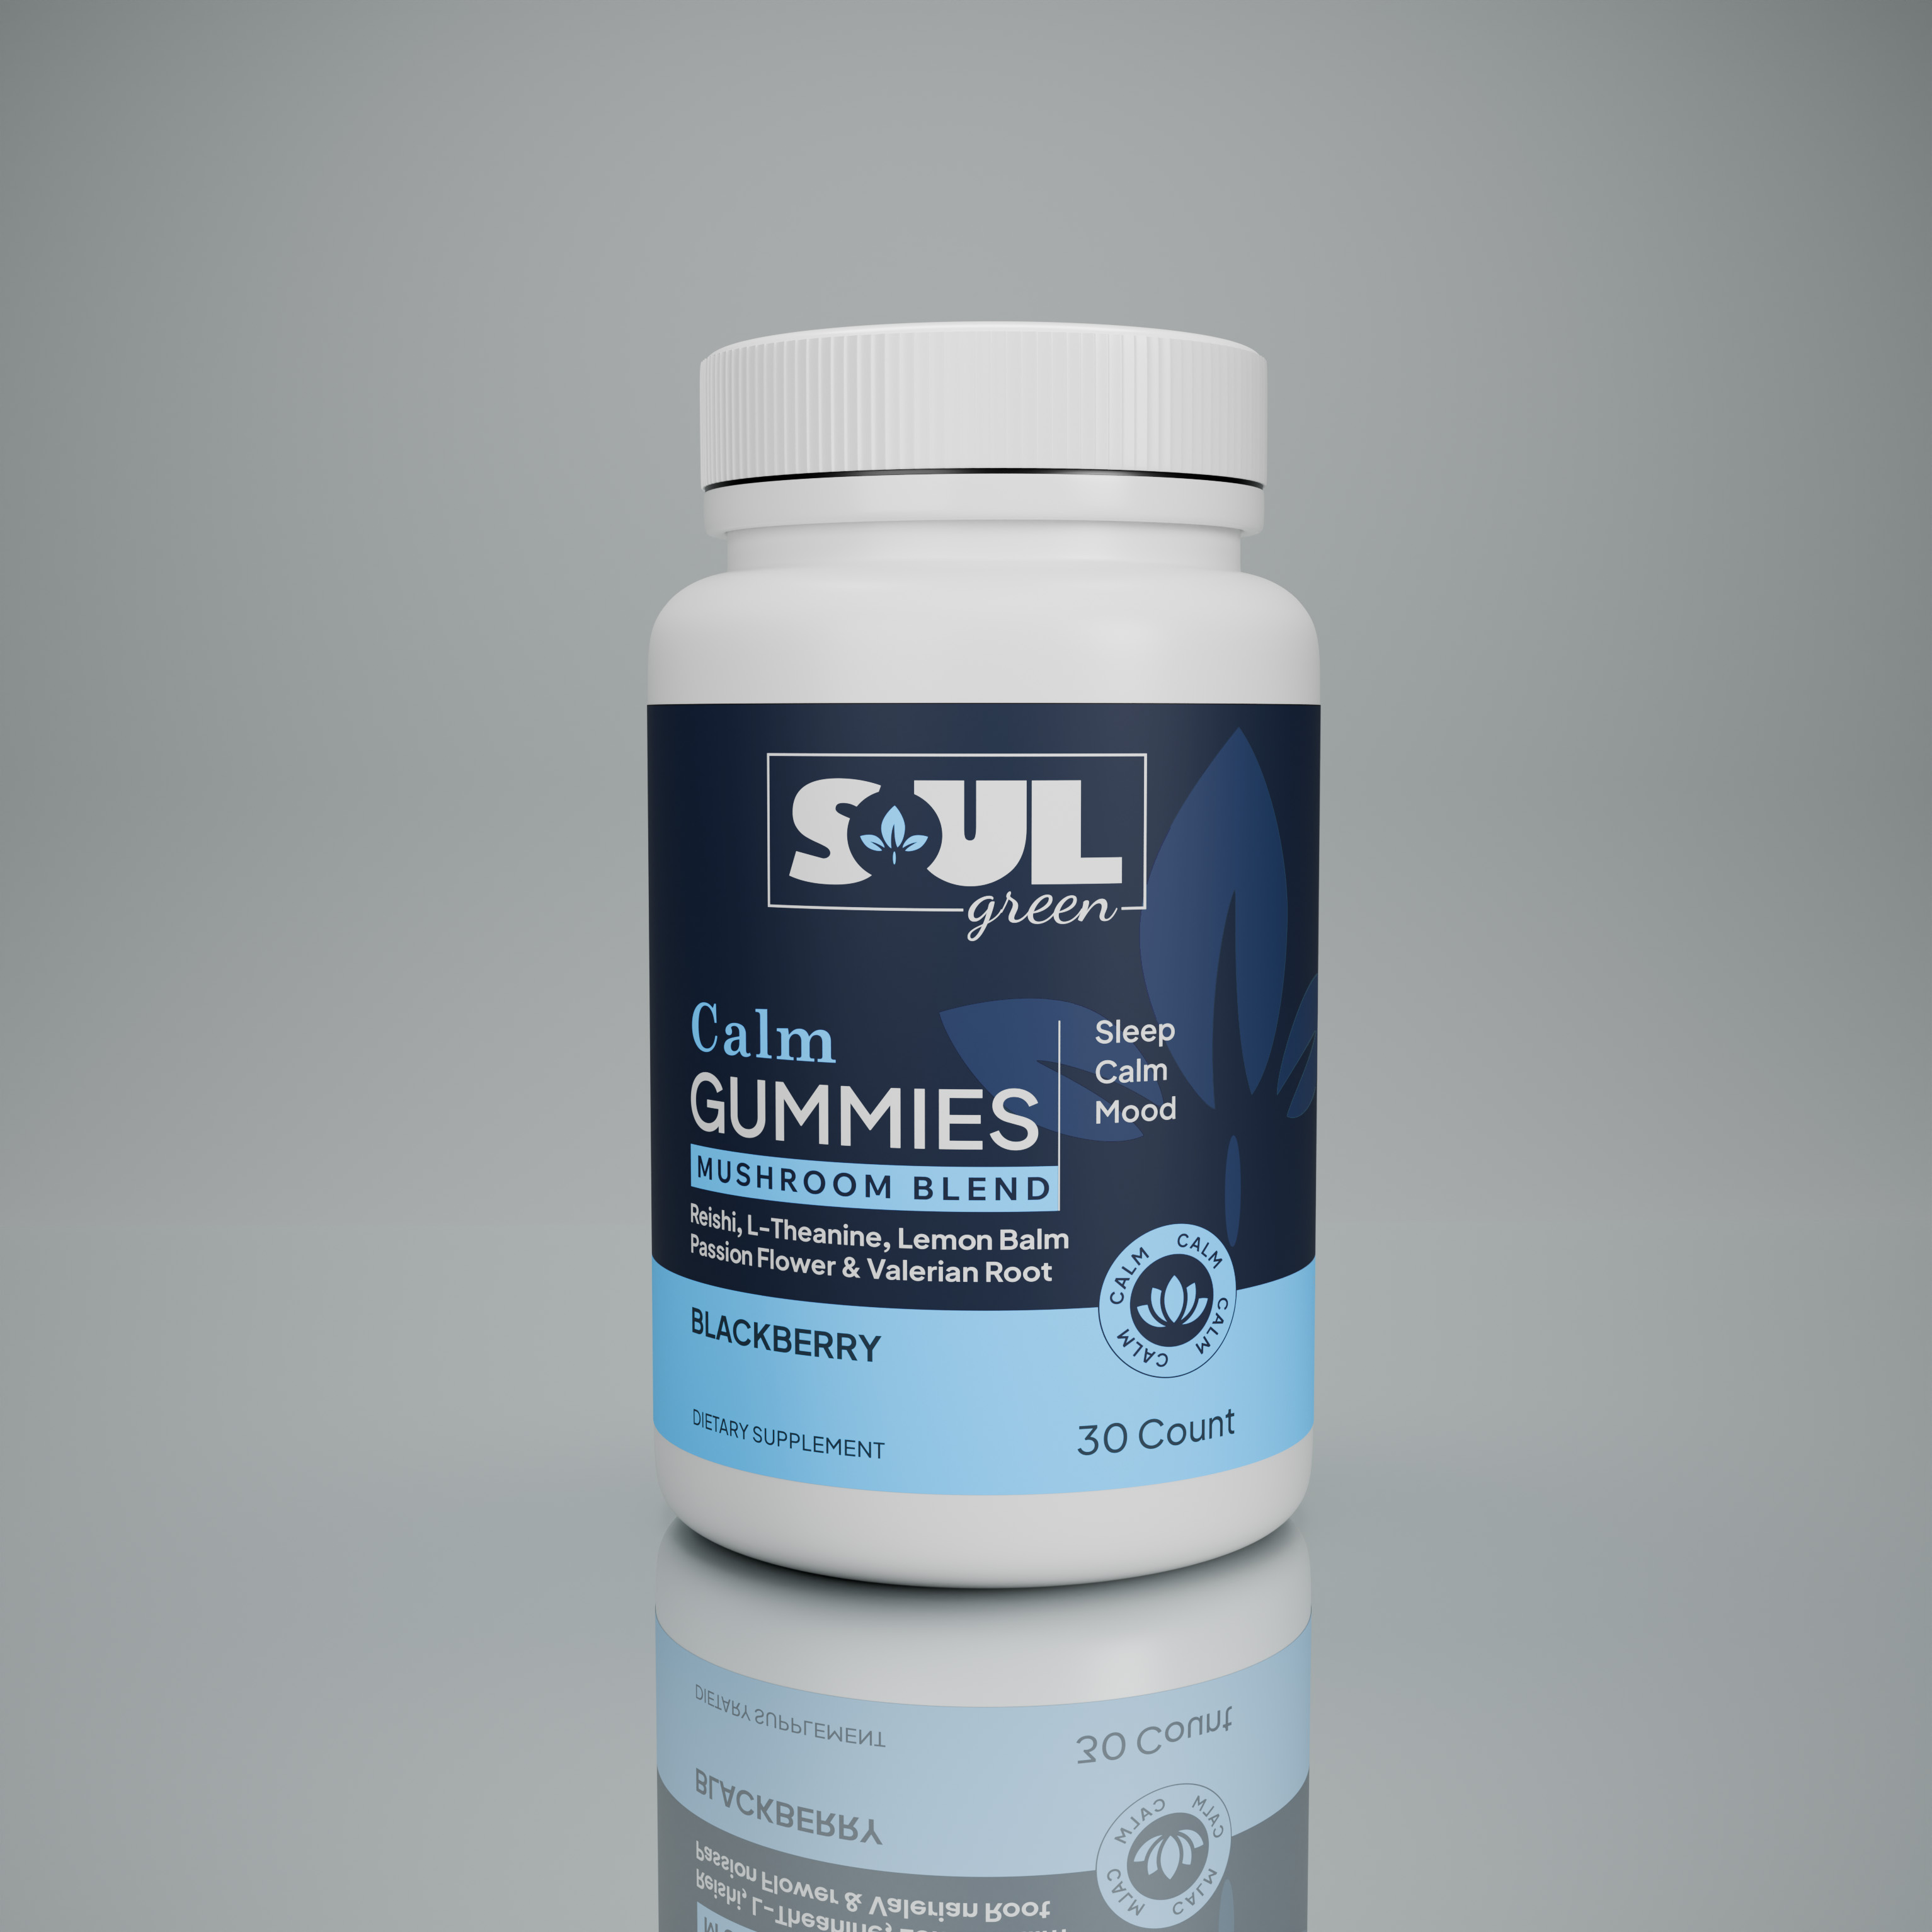 SOUL
green
Calm
GUMMIES
MUSHROOM BLEND
Reishi, L-Theanine, Lemon Balm
Passion Flower & Valerian Root
Sleep
Calm
Mood
CALM CALM CALM CALM CALM
BLACKBERRY
DIETARY SUPPLEMENT
30 Count